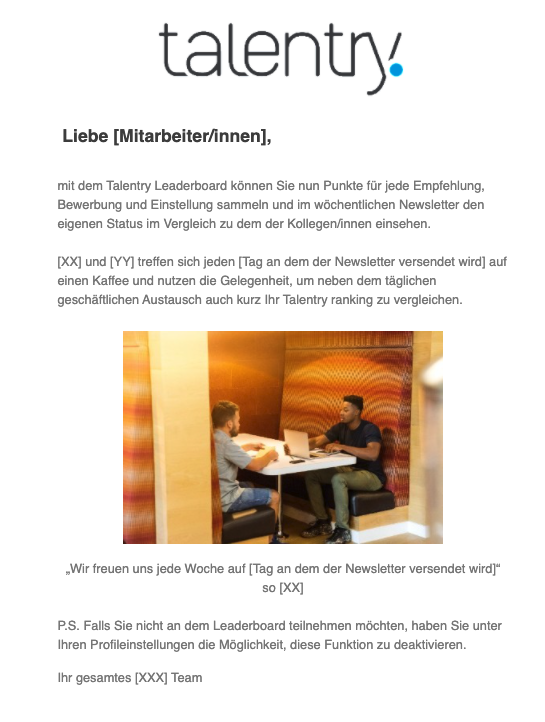 talentry.
Liebe [Mitarbeiter/innen],
mit dem Talentry Leaderboard können Sie nun Punkte für jede Empfehlung,
Bewerbung und Einstellung sammeln und im wöchentlichen Newsletter den
eigenen Status im Vergleich zu dem der Kollegen/innen einsehen.
[XX] und [YY] treffen sich jeden [Tag an dem der Newsletter versendet wird] auf
einen Kaffee und nutzen die Gelegenheit, um neben dem täglichen
geschäftlichen Austausch auch kurz Ihr Talentry ranking zu vergleichen.
„Wir freuen uns jede Woche auf [Tag an dem der Newsletter versendet wird]“
so [XX]
P.S. Falls Sie nicht an dem Leaderboard teilnehmen möchten, haben Sie unter
Ihren Profileinstellungen die Möglichkeit, diese Funktion zu deaktivieren.
Ihr gesamtes [XXX] Team